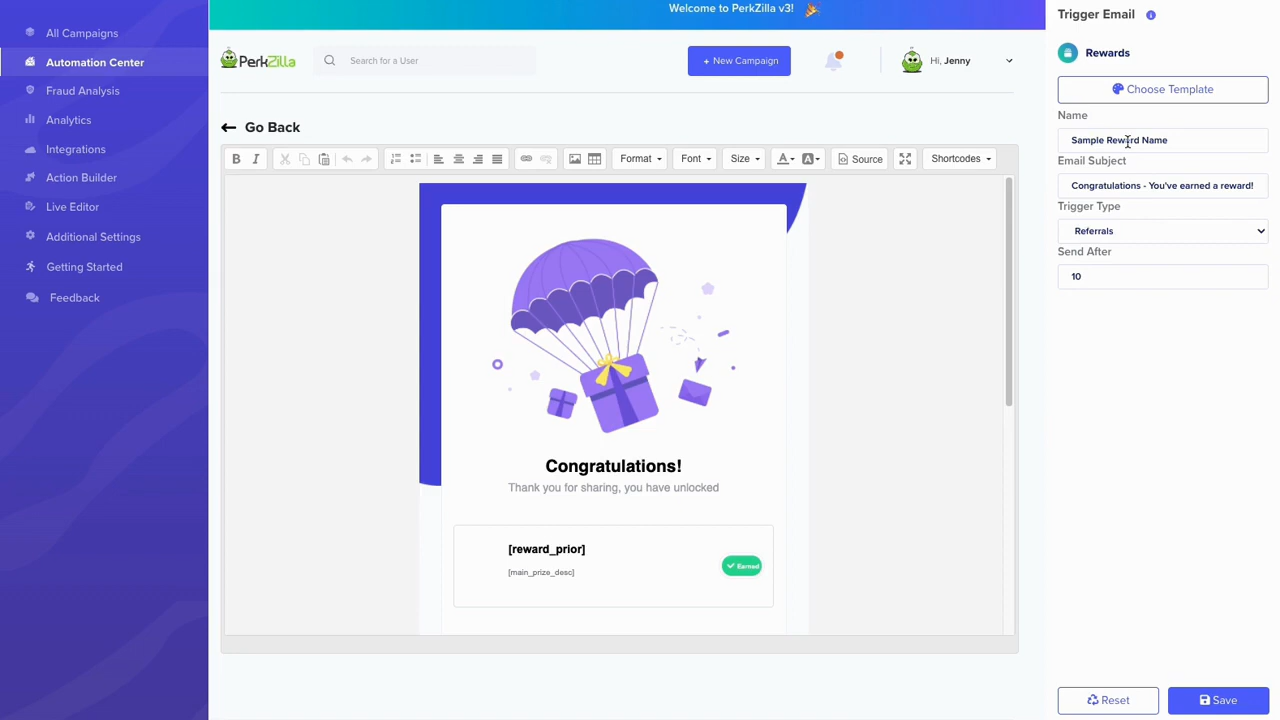 Welcome to PerkZilla v3!
All Campaigns
Automation Center
Fraud Analysis
Analytics
Integrations
Action Builder
Live Editor
Additional Settings
Getting Started
Feedback
PerkZilla
Search for a User
+ New Campaign
Hi, Jenny
Go Back
Format
Font
Size
Source
Shortcodes
Congratulations!
Thank you for sharing, you have unlocked
[reward_prior]
[main_prize_desc]
Earned
Trigger Email
Rewards
Choose Template
Name
Sample Reward Name
Email Subject
Congratulations - You've earned a reward!
Trigger Type
Referrals
Send After
10
Reset
Save